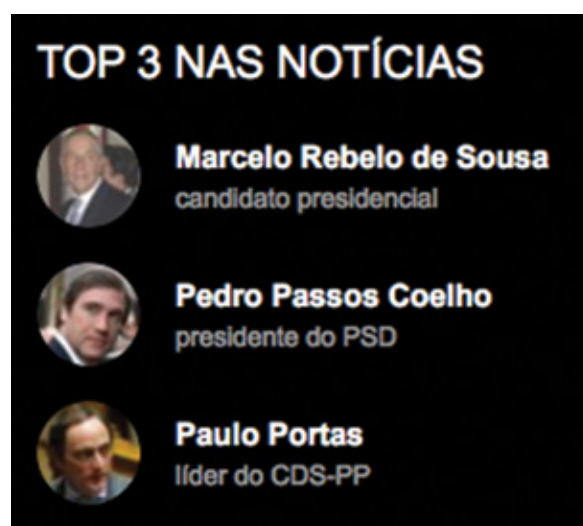 TOP 3 NAS NOTÍCIAS
Marcelo Rebelo de Sousa
candidato presidencial
Pedro Passos Coelho
presidente do PSD
Paulo Portas
líder do CDS-PP